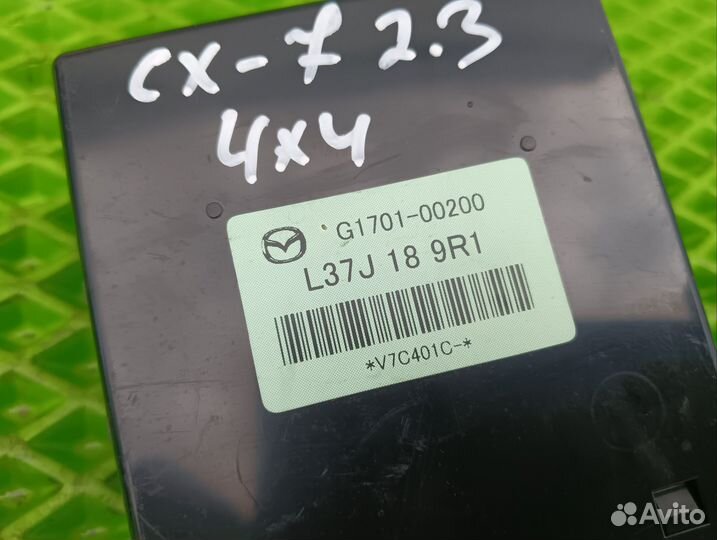 CX-7 2.3
4x4
G1701-00200
L37J 18 9R1
*V7C401C-*
Avito